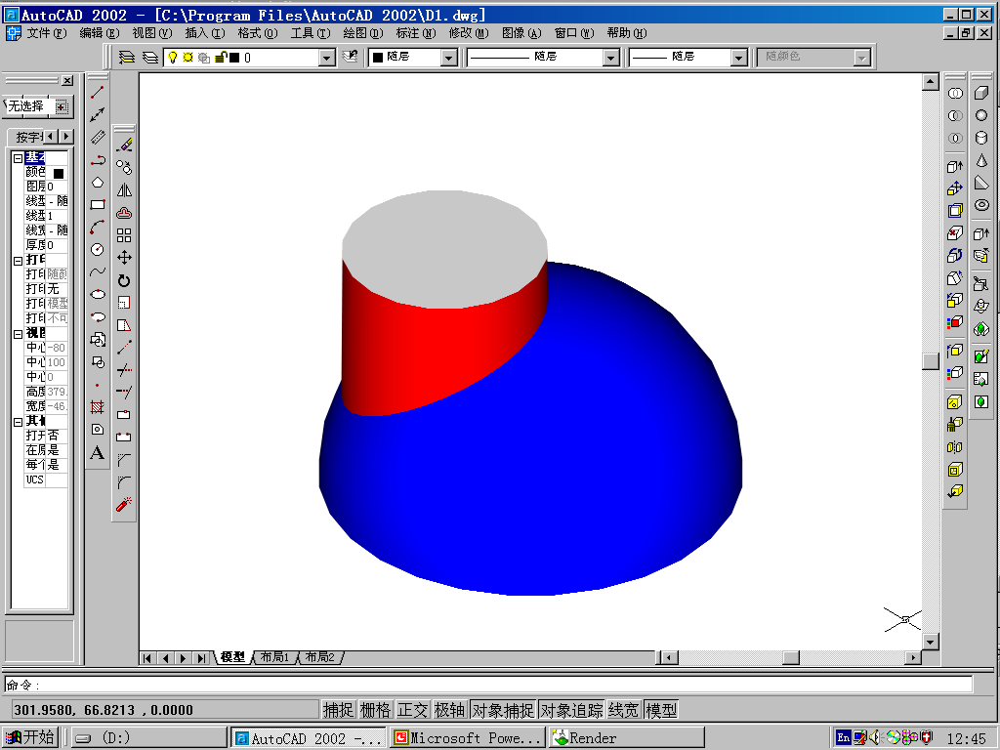 AutoCAD 2002 - [C:\Program Files\AutoCAD 2002\D1.dwg]
文件(F) 编辑(E) 视图(V) 插入(I) 格式(O) 工具(T) 绘图(D) 标注(N) 修改(M) 图像(A) 窗口(W) 帮助(H)
0 随层 随层 随层 随颜色
无选择
按字
基本
颜色
图层 0
线型 - 随
线型 1
线宽 - 随
厚度 0
打印
打印 随颜
打印 无
打印 模型
打印 不可
视图
中心 -80
中心 100
中心 0
高度 379.
宽度 -46.
其他
打开 否
在原 是
每个 是
UCS
A
模型 布局1 布局2
命令:
301.9580, 66.8213 , 0.0000 捕捉 栅格 正交 极轴 对象捕捉 对象追踪 线宽 模型
开始 (D:) AutoCAD 2002 -... Microsoft Powe... Render En 12:45